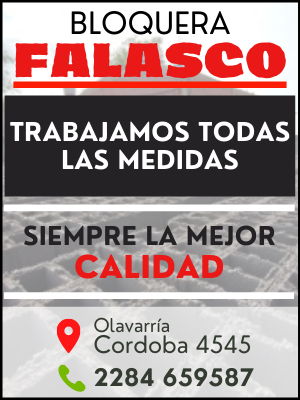 BLOQUERA
FALASCO
TRABAJAMOS TODAS
LAS MEDIDAS
SIEMPRE LA MEJOR
CALIDAD
Olavarría
Cordoba 4545
2284 659587